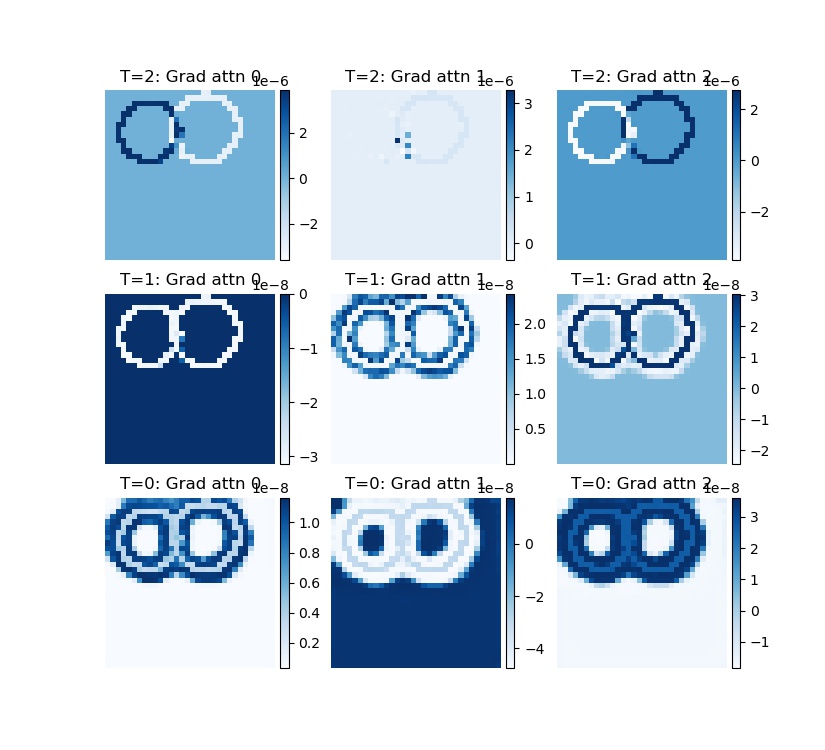 T=2: Grad attn 0
1e−6
2
0
−2
T=2: Grad attn 1
1e−6
3
2
1
0
T=2: Grad attn 2
1e−6
2
0
−2
T=1: Grad attn 0
1e−8
0
−1
−2
−3
T=1: Grad attn 1
1e−8
2.0
1.5
1.0
0.5
T=1: Grad attn 2
1e−8
3
2
1
0
−1
−2
T=0: Grad attn 0
1e−8
1.0
0.8
0.6
0.4
0.2
T=0: Grad attn 1
1e−8
0
−2
−4
T=0: Grad attn 2
1e−8
3
2
1
0
−1